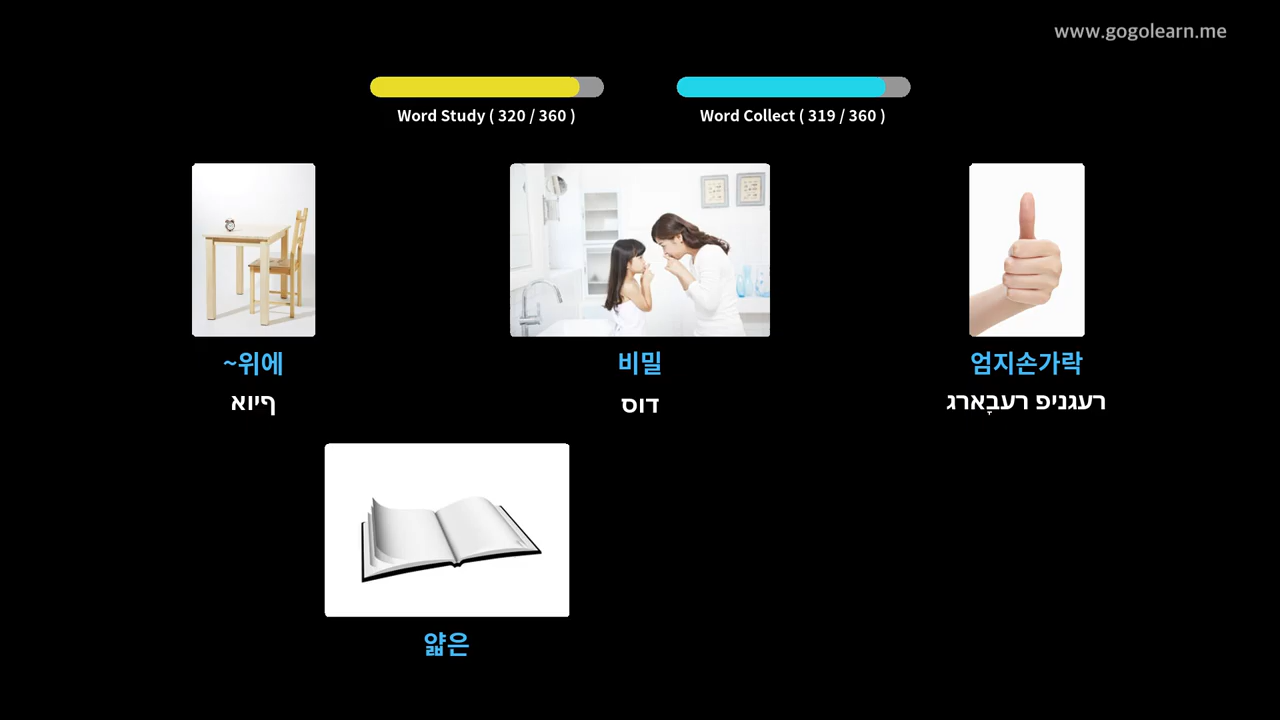 www.gogolearn.me
Word Study ( 320 / 360 )
Word Collect ( 319 / 360 )
~위에
비밀
엄지손가락
אויף
סוד
גראָבער פינגער
얇은